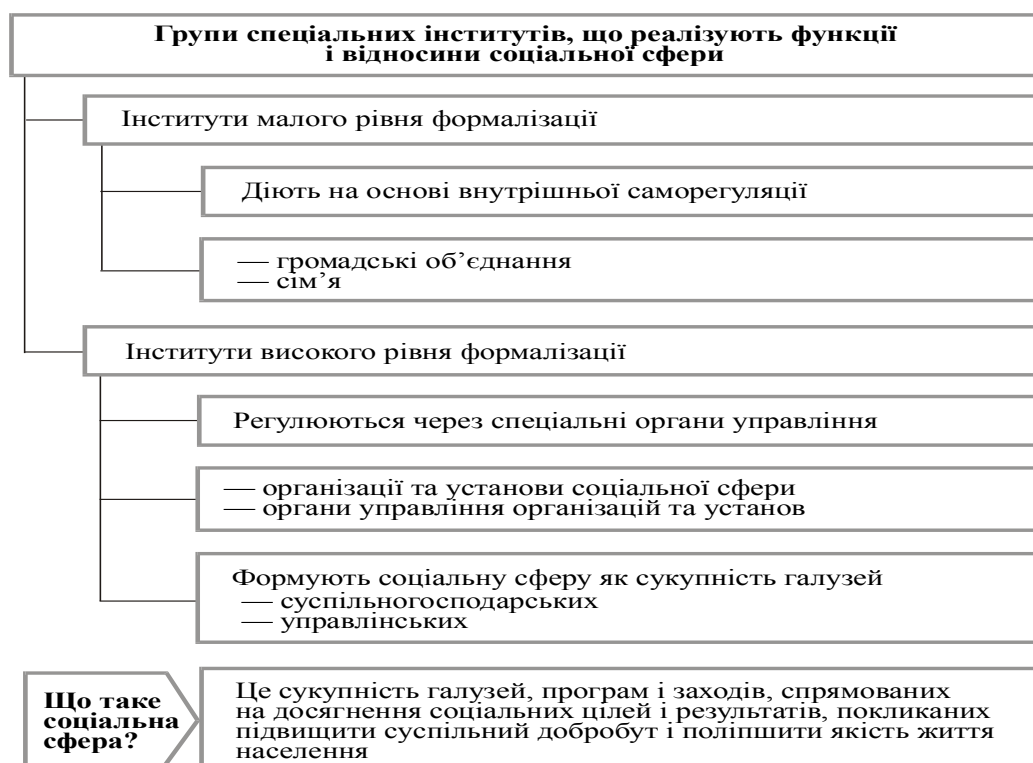 Групи спеціальних інститутів, що реалізують функції
і відносини соціальної сфери
Інститути малого рівня формалізації
Діють на основі внутрішньої саморегуляції
— громадські об’єднання
— сім’я
Інститути високого рівня формалізації
Регулюються через спеціальні органи управління
— організації та установи соціальної сфери
— органи управління організацій та установ
Формують соціальну сферу як сукупність галузей
— суспільногосподарських
— управлінських
Що таке
соціальна
сфера?
Це сукупність галузей, програм і заходів, спрямованих
на досягнення соціальних цілей і результатів, покликаних
підвищити суспільний добробут і поліпшити якість життя
населення